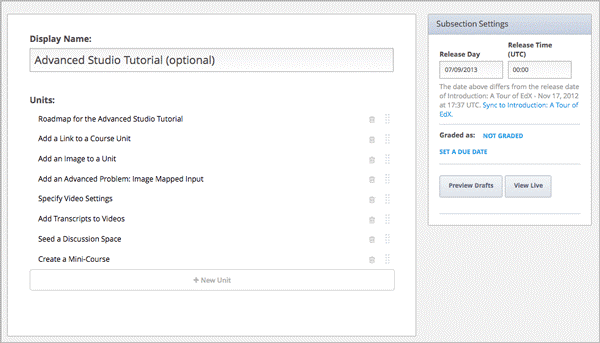 Display Name:
Advanced Studio Tutorial (optional)
Units:
Roadmap for the Advanced Studio Tutorial
Add a Link to a Course Unit
Add an Image to a Unit
Add an Advanced Problem: Image Mapped Input
Specify Video Settings
Add Transcripts to Videos
Seed a Discussion Space
Create a Mini-Course
+ New Unit
Subsection Settings
Release Day
Release Time
(UTC)
07/09/2013
00:00
The date above differs from the release
date of Introduction: A Tour of EdX - Nov 17, 2012
at 17:37 UTC. Sync to Introduction: A Tour of
EdX.
Graded as: NOT GRADED
SET A DUE DATE
Preview Drafts
View Live